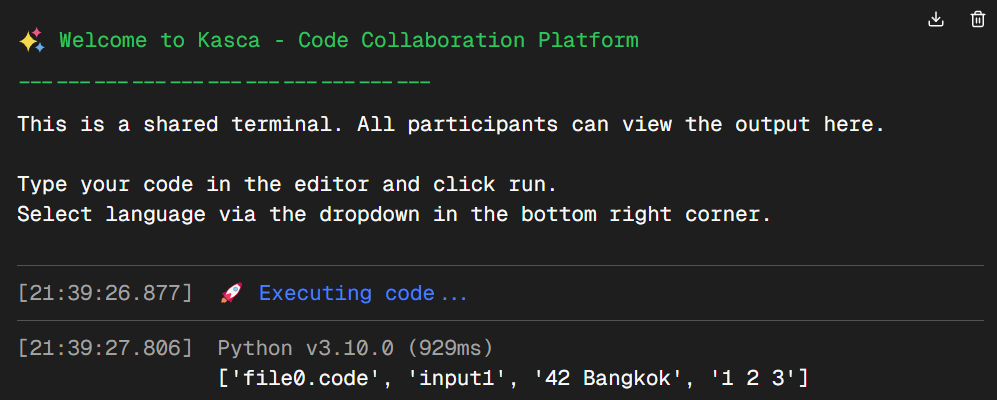 ✨ Welcome to Kasca - Code Collaboration Platform
---------------------------------
This is a shared terminal. All participants can view the output here.
Type your code in the editor and click run.
Select language via the dropdown in the bottom right corner.
[21:39:26.877] 🚀 Executing code...
[21:39:27.806] Python v3.10.0 (929ms)
['file0.code', 'input1', '42 Bangkok', '1 2 3']